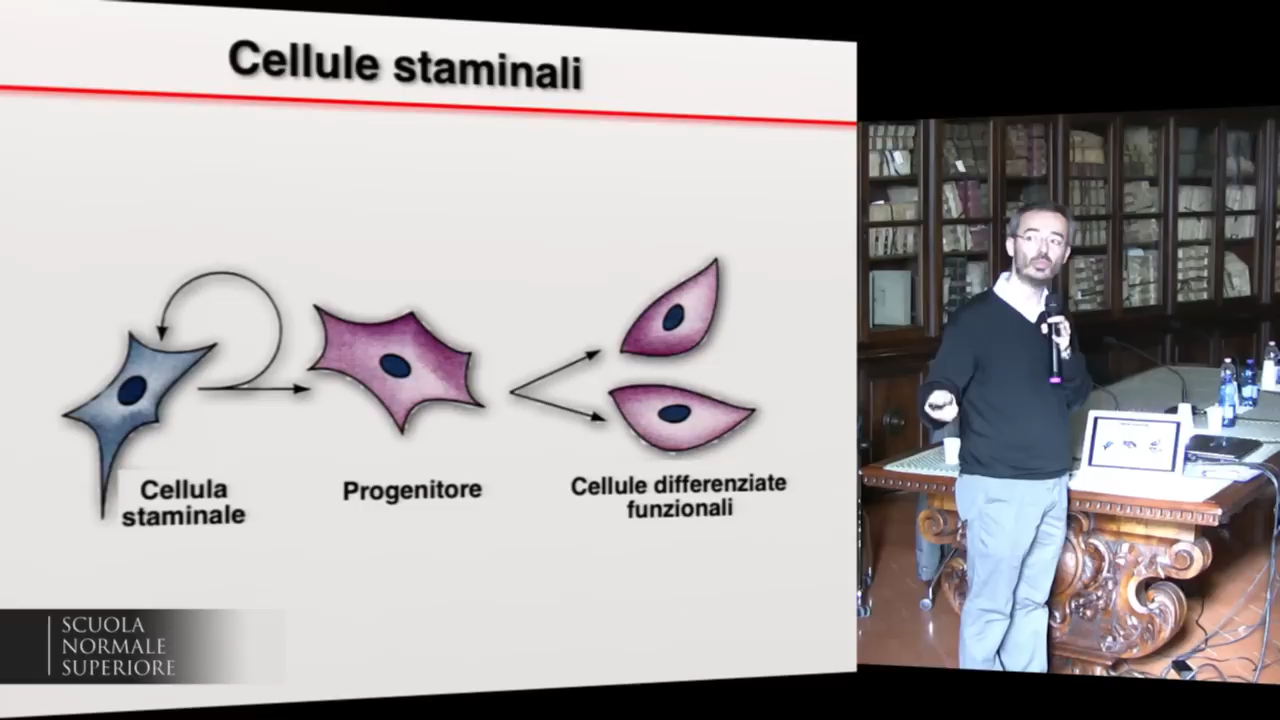 Cellule staminali
Cellula
staminale
Progenitore
Cellule differenziate
funzionali
SCUOLA
NORMALE
SUPERIORE